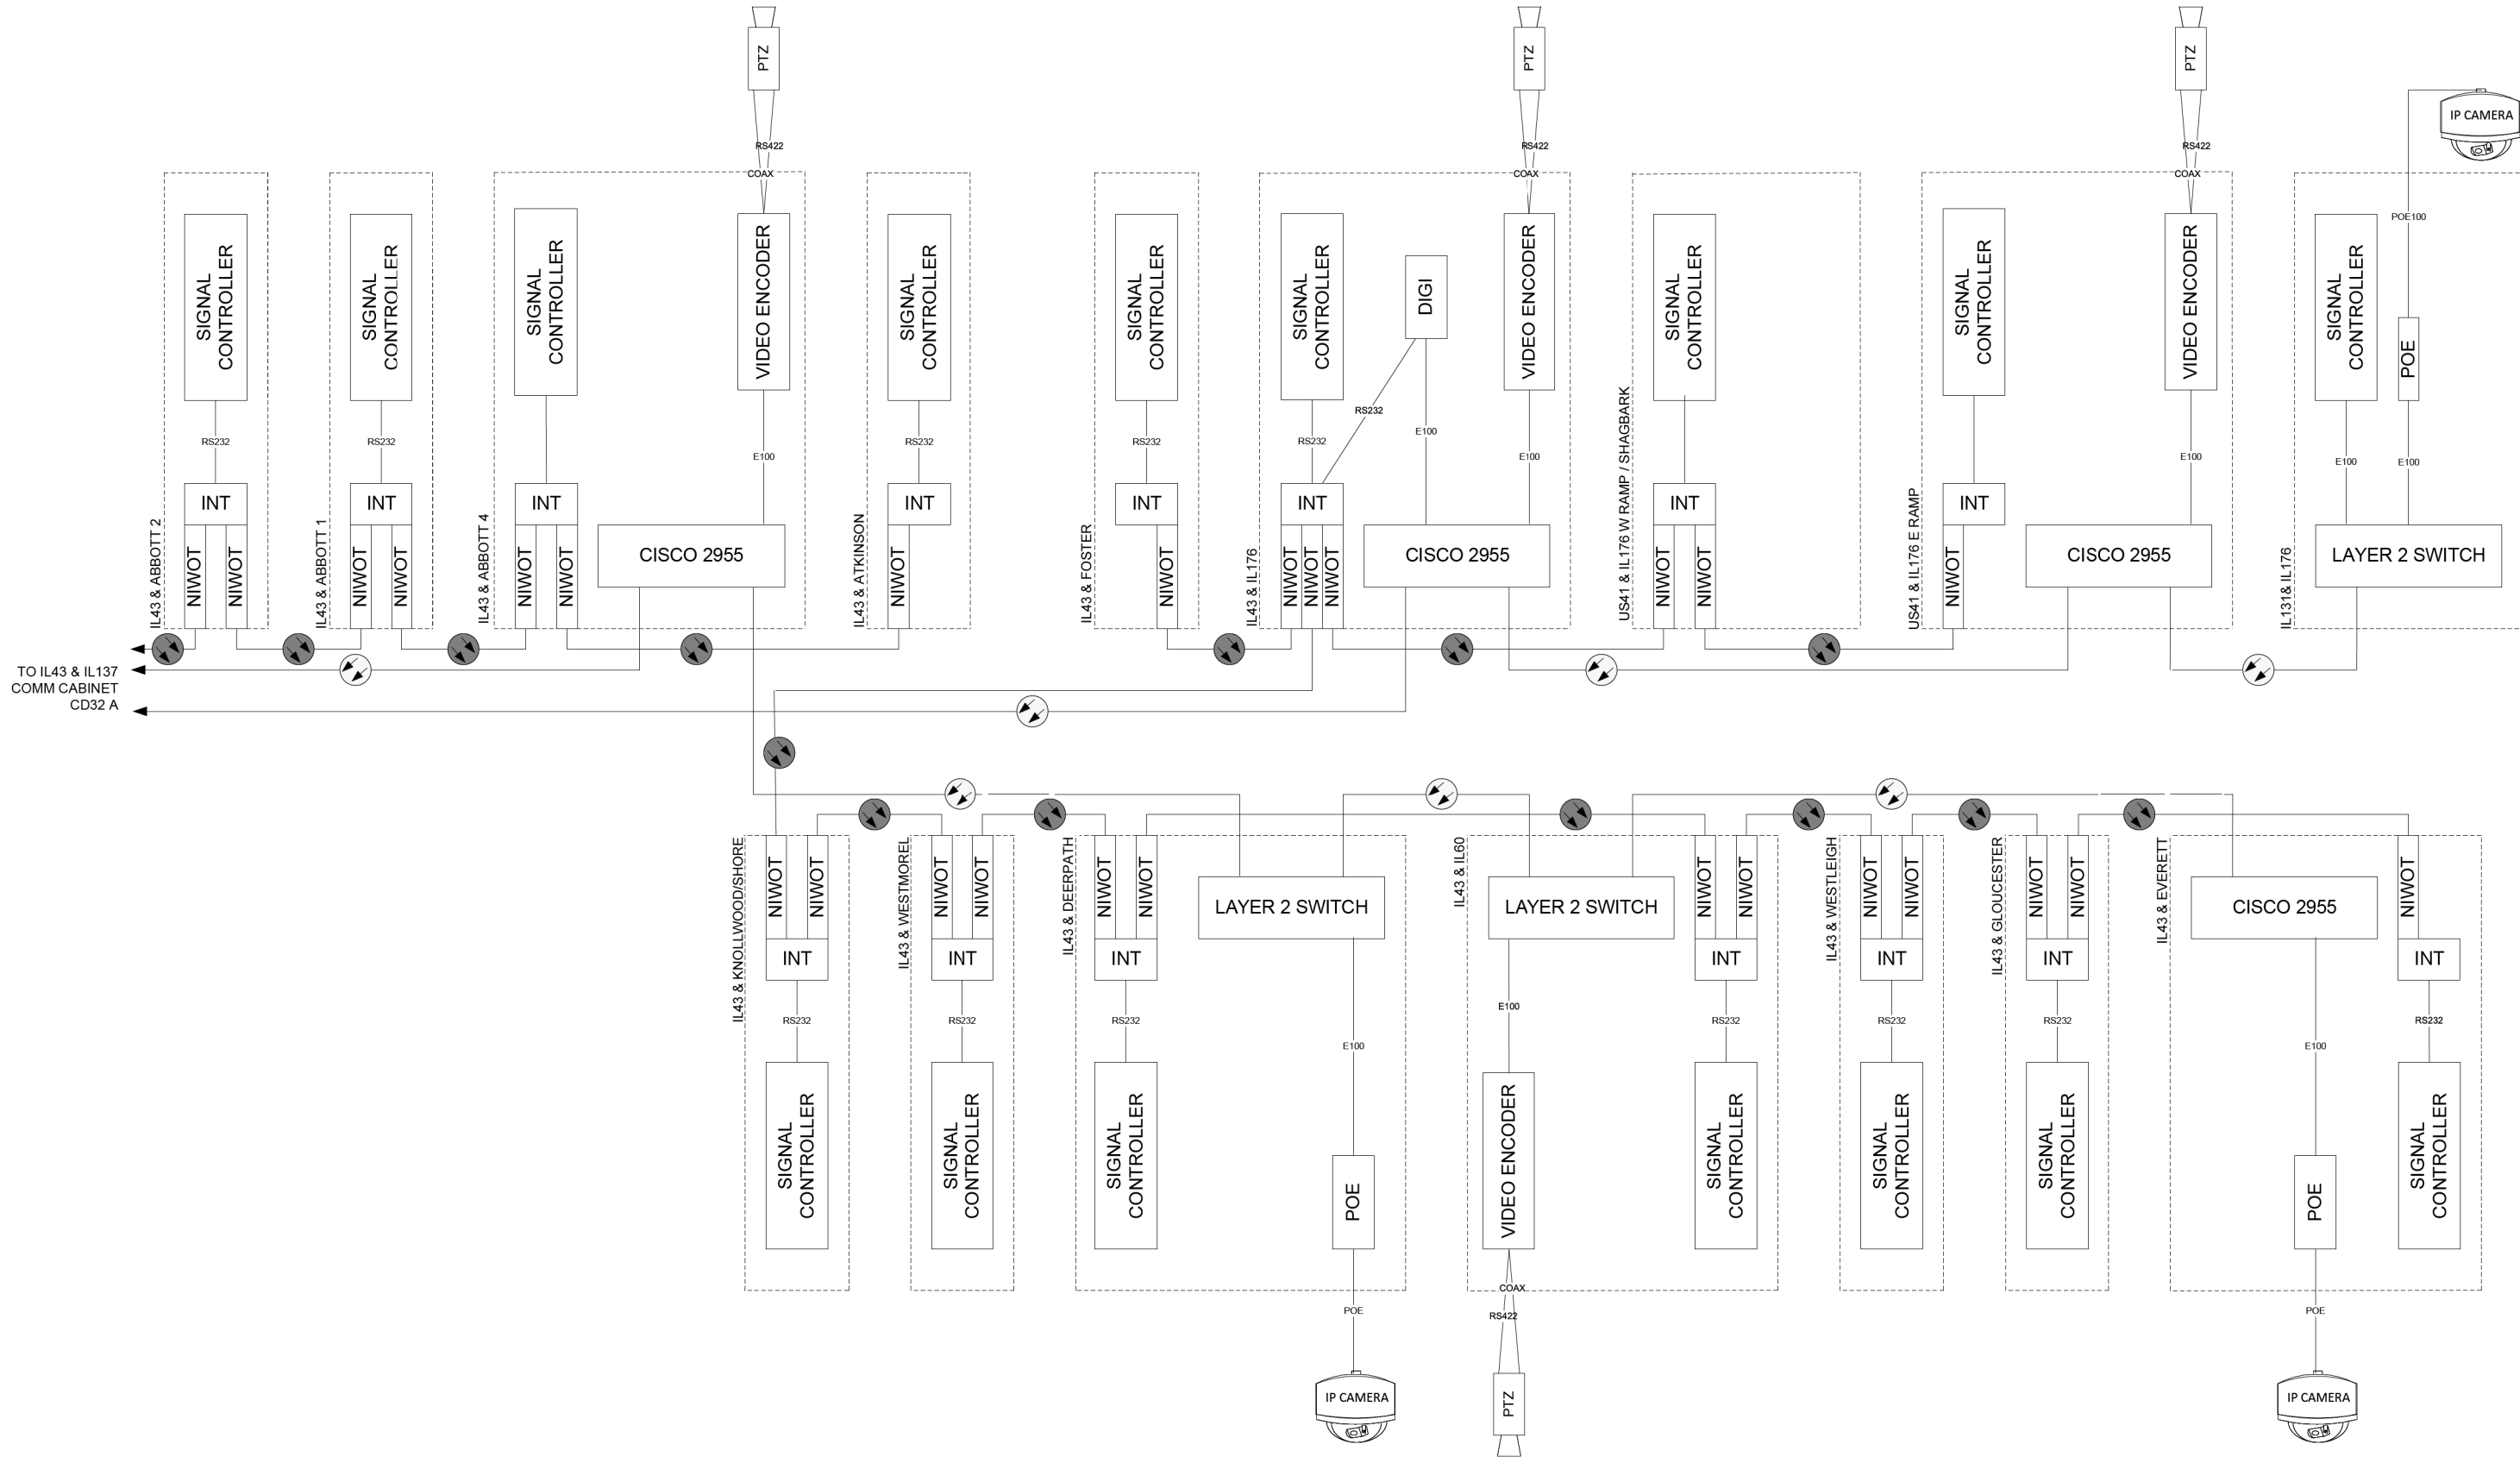 PTZ
PTZ
PTZ
IP CAMERA
RS422
COAX
RS422
COAX
RS422
COAX
POE100
IL43 & ABBOTT 2
SIGNAL
CONTROLLER
RS232
INT
NIWOT
NIWOT
IL43 & ABBOTT 1
SIGNAL
CONTROLLER
RS232
INT
NIWOT
NIWOT
IL43 & ABBOTT 4
SIGNAL
CONTROLLER
INT
NIWOT
NIWOT
VIDEO ENCODER
E100
CISCO 2955
IL43 & ATKINSON
SIGNAL
CONTROLLER
RS232
INT
NIWOT
IL43 & FOSTER
SIGNAL
CONTROLLER
RS232
INT
NIWOT
IL43 & IL176
SIGNAL
CONTROLLER
RS232
INT
NIWOT
NIWOT
NIWOT
DIGI
RS232
E100
VIDEO ENCODER
E100
CISCO 2955
US41 & IL176 W RAMP / SHAGBARK
SIGNAL
CONTROLLER
INT
NIWOT
NIWOT
US41 & IL176 E RAMP
SIGNAL
CONTROLLER
INT
NIWOT
VIDEO ENCODER
E100
CISCO 2955
IL131& IL176
SIGNAL
CONTROLLER
E100
POE
E100
LAYER 2 SWITCH
TO IL43 & IL137
COMM CABINET
CD32 A
IL43 & KNOLLWOOD/SHORE
NIWOT
NIWOT
INT
RS232
SIGNAL
CONTROLLER
IL43 & WESTMOREL
NIWOT
NIWOT
INT
RS232
SIGNAL
CONTROLLER
IL43 & DEERPATH
NIWOT
NIWOT
INT
RS232
SIGNAL
CONTROLLER
LAYER 2 SWITCH
E100
POE
POE
IP CAMERA
IL43 & IL60
LAYER 2 SWITCH
E100
VIDEO ENCODER
COAX
RS422
PTZ
NIWOT
NIWOT
INT
RS232
SIGNAL
CONTROLLER
IL43 & WESTLEIGH
NIWOT
NIWOT
INT
RS232
SIGNAL
CONTROLLER
IL43 & GLOUCESTER
NIWOT
NIWOT
INT
RS232
SIGNAL
CONTROLLER
IL43 & EVERETT
CISCO 2955
E100
POE
POE
IP CAMERA
NIWOT
INT
RS232
SIGNAL
CONTROLLER